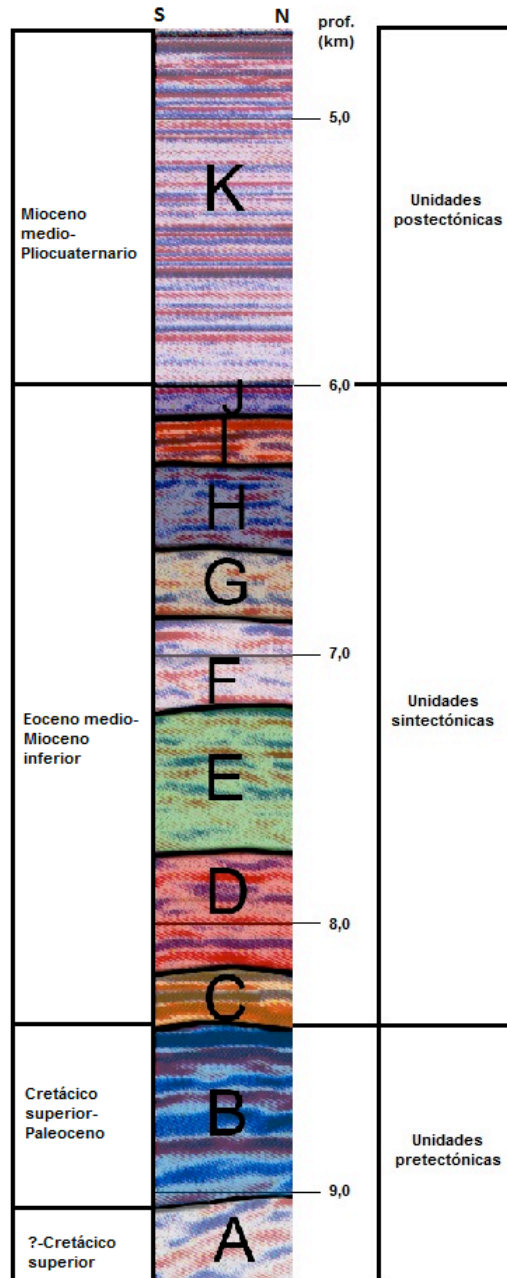 S
N
prof.
(km)
5,0
K
Mioceno
medio-
Pliocuaternario
Unidades
postectónicas
6,0
J
I
H
G
7,0
F
Eoceno medio-
Mioceno
inferior
Unidades
sintectónicas
E
D
8,0
C
Cretácico
superior-
Paleoceno
B
Unidades
pretectónicas
9,0
?-Cretácico
superior
A